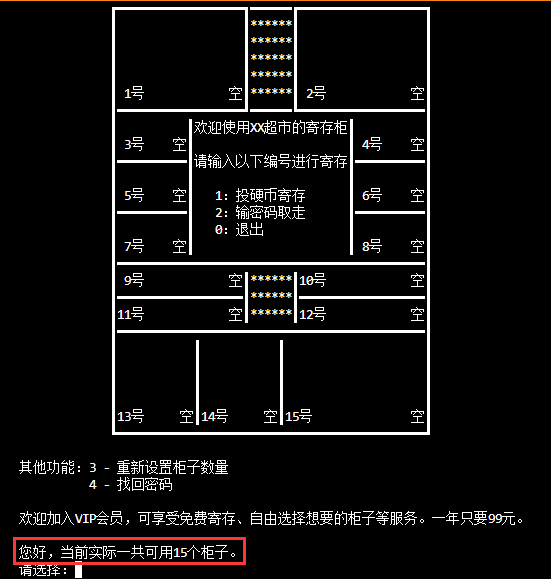 ******
******
******
******
1号 空 ****** 2号 空
欢迎使用XX超市的寄存柜
3号 空 4号 空
请输入以下编号进行寄存
5号 空 1: 投硬币寄存 6号 空
2: 输密码取走
0: 退出
7号 空 8号 空
9号 空 ****** 10号 空
******
11号 空 ****** 12号 空
13号 空 14号 空 15号 空
其他功能: 3 - 重新设置柜子数量
4 - 找回密码
欢迎加入VIP会员，可享受免费寄存、自由选择想要的柜子等服务。一年只要99元。
您好，当前实际一共可用15个柜子。
请选择: